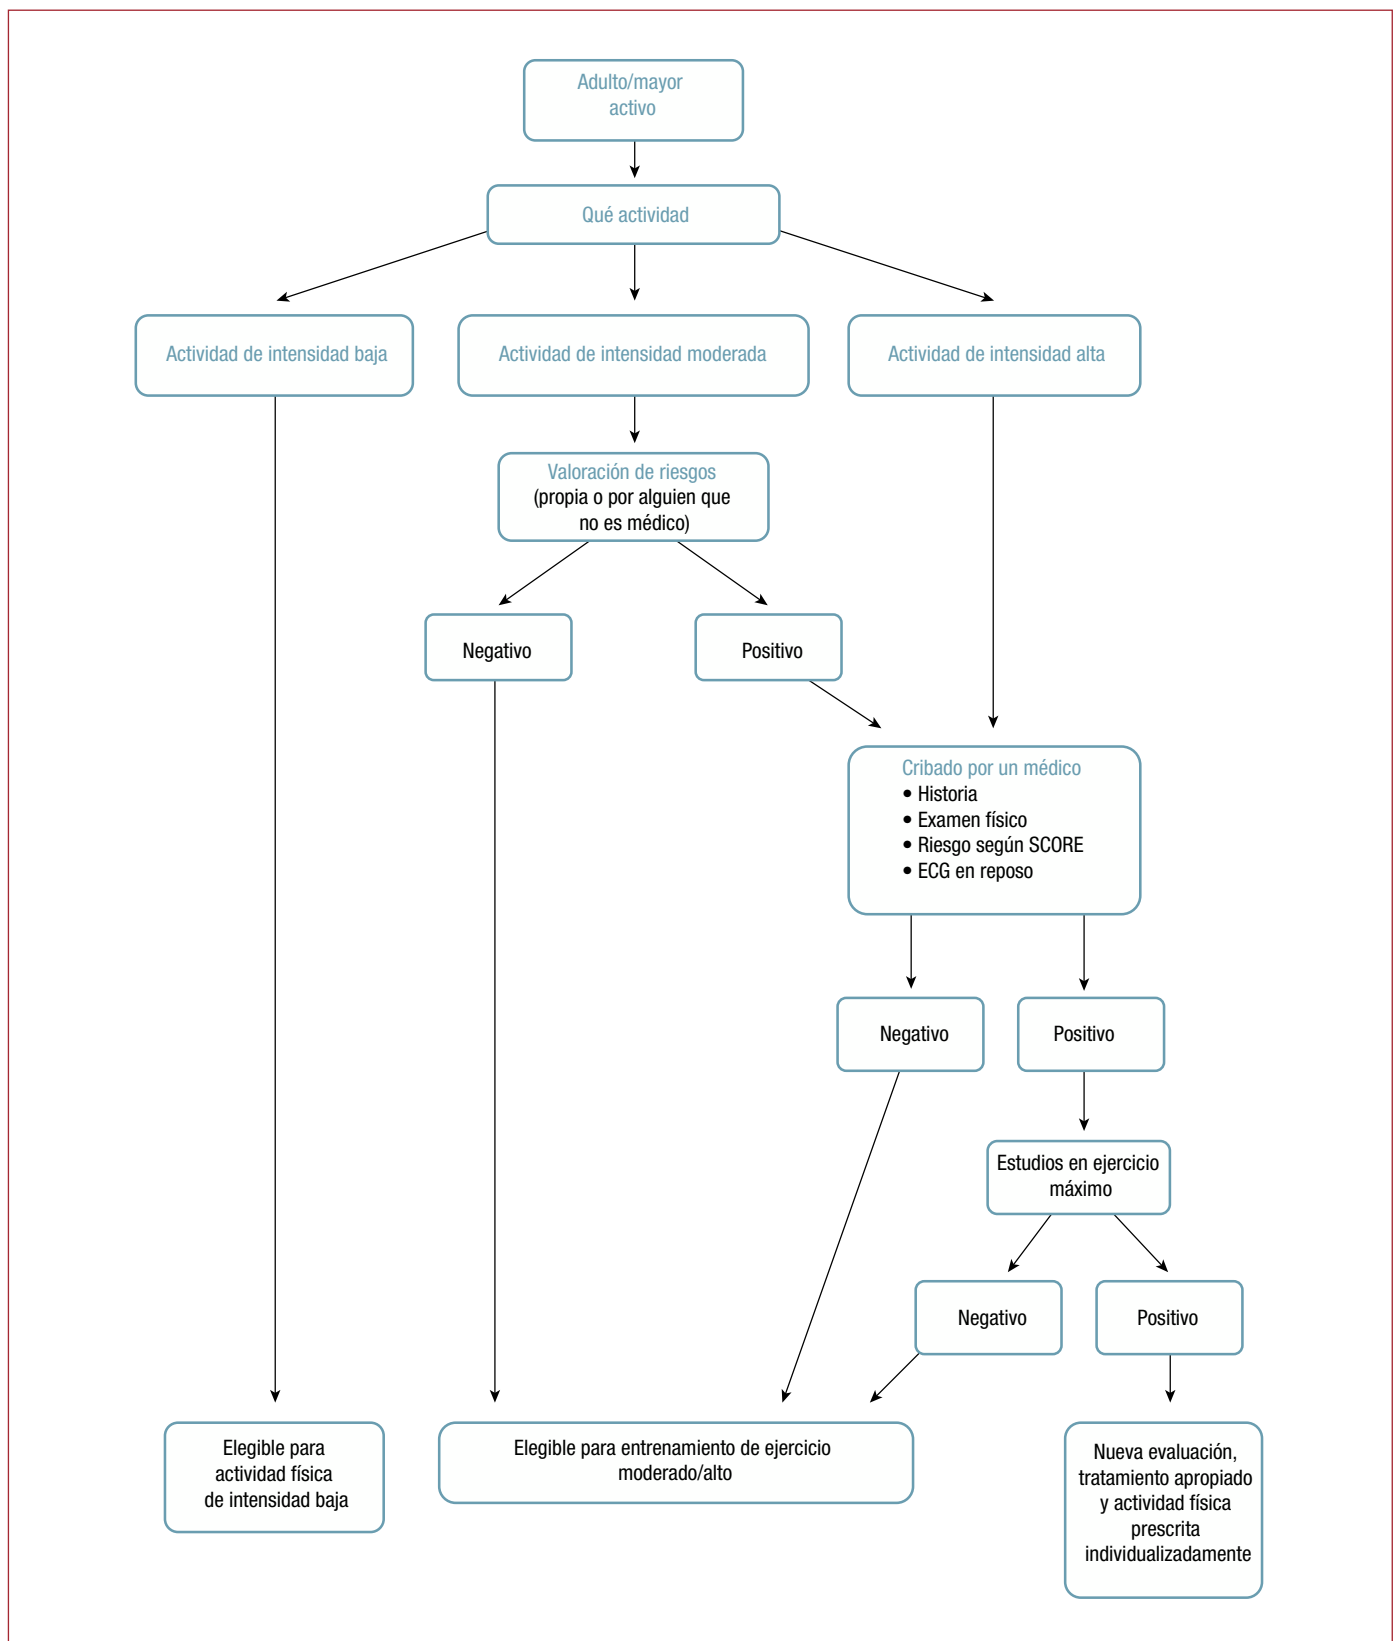 Adulto/mayor
activo
Qué actividad
Actividad de intensidad baja
Actividad de intensidad moderada
Actividad de intensidad alta
Valoración de riesgos
(propia o por alguien que
no es médico)
Negativo
Positivo
Cribado por un médico
• Historia
• Examen físico
• Riesgo según SCORE
• ECG en reposo
Negativo
Positivo
Estudios en ejercicio
máximo
Negativo
Positivo
Elegible para
actividad física
de intensidad baja
Elegible para entrenamiento de ejercicio
moderado/alto
Nueva evaluación,
tratamiento apropiado
y actividad física
prescrita
individualizadamente